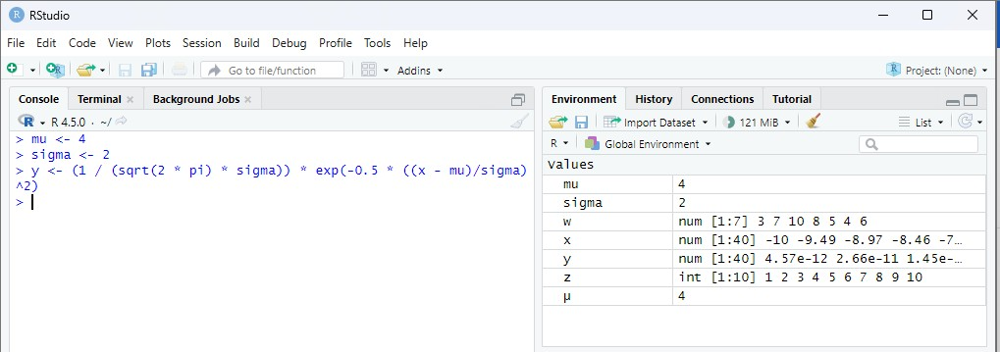 RStudio
File Edit Code View Plots Session Build Debug Profile Tools Help
Go to file/function Addins Project: (None)
Console Terminal Background Jobs
R 4.5.0 · ~/
> mu <- 4
> sigma <- 2
> y <- (1 / (sqrt(2 * pi) * sigma)) * exp(-0.5 * ((x - mu)/sigma)
^2)
>
Environment History Connections Tutorial
Import Dataset 121 MiB List
R Global Environment
Values
mu 4
sigma 2
w num [1:7] 3 7 10 8 5 4 6
x num [1:40] -10 -9.49 -8.97 -8.46 -7…
y num [1:40] 4.57e-12 2.66e-11 1.45e-…
z int [1:10] 1 2 3 4 5 6 7 8 9 10
µ 4